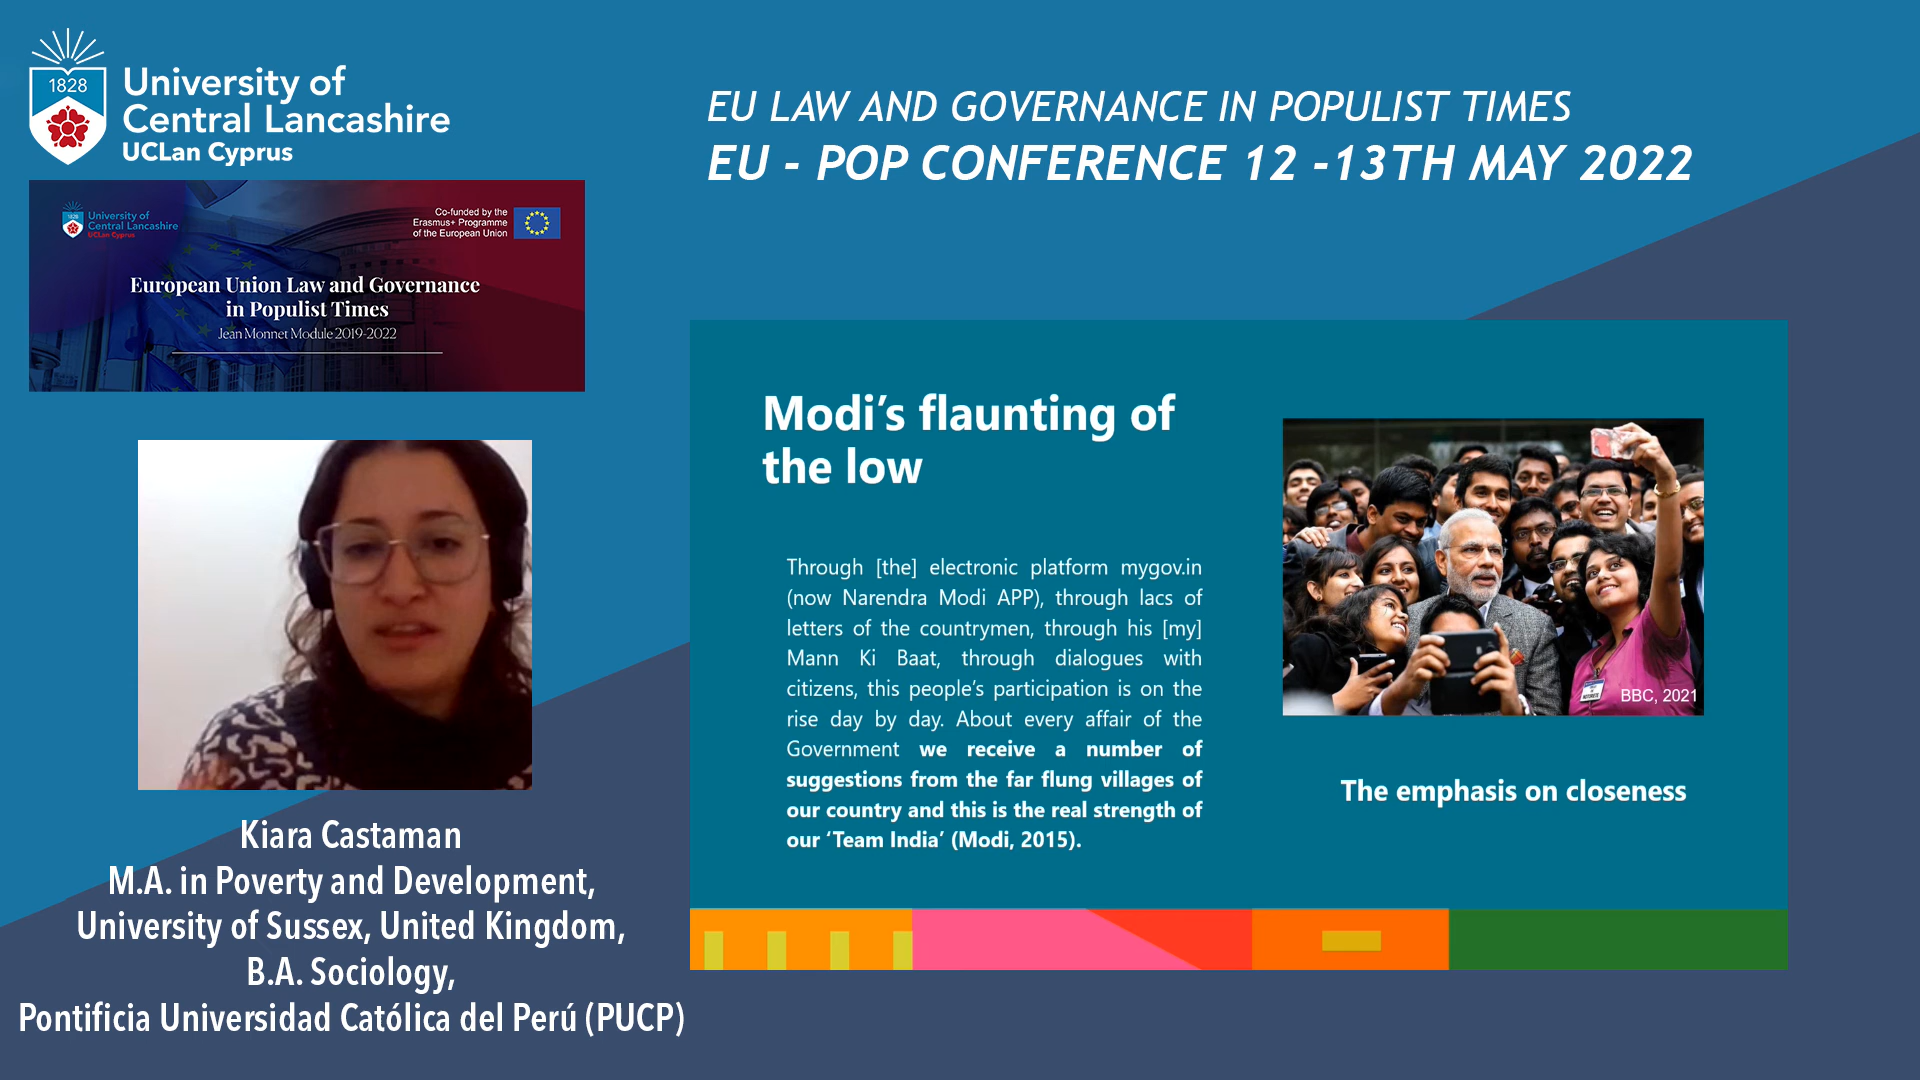 1828
University of
Central Lancashire
UCLan Cyprus
EU LAW AND GOVERNANCE IN POPULIST TIMES
EU - POP CONFERENCE 12 -13TH MAY 2022
1828
University of
Central Lancashire
UCLan Cyprus
Co-funded by the
Erasmus+ Programme
of the European Union
European Union Law and Governance
in Populist Times
Jean Monnet Module 2019-2022
Kiara Castaman
M.A. in Poverty and Development,
University of Sussex, United Kingdom,
B.A. Sociology,
Pontificia Universidad Católica del Perú (PUCP)
Modi’s flaunting of
the low
Through [the] electronic platform mygov.in
(now Narendra Modi APP), through lacs of
letters of the countrymen, through his [my]
Mann Ki Baat, through dialogues with
citizens, this people’s participation is on the
rise day by day. About every affair of the
Government we receive a number of
suggestions from the far flung villages of
our country and this is the real strength of
our ‘Team India’ (Modi, 2015).
BBC, 2021
The emphasis on closeness